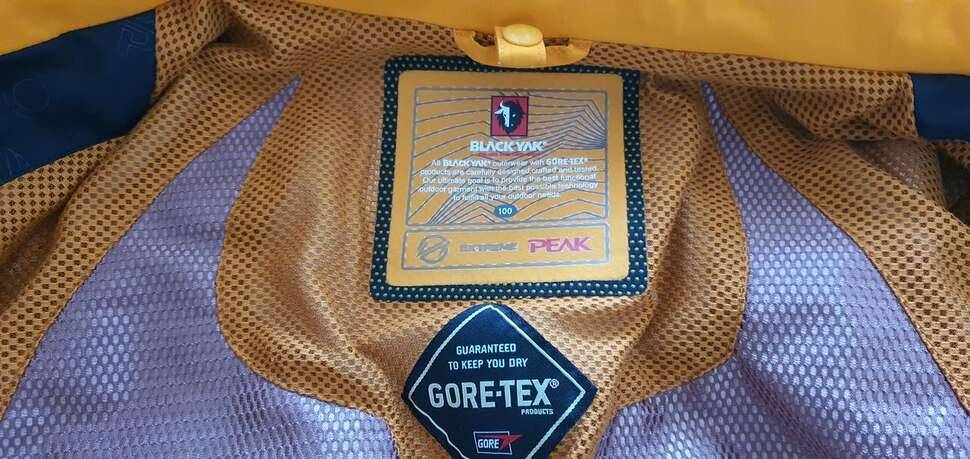 BLACKYAK®
All BLACKYAK® outerwear with GORE-TEX®
products are carefully designed, crafted and tested.
Our ultimate goal is to provide the best functional
outdoor garment with the best possible technology
to fulfill all your outdoor needs.
100
EXTREME PEAK
GUARANTEED
TO KEEP YOU DRY
GORE-TEX®
PRODUCTS
GORE